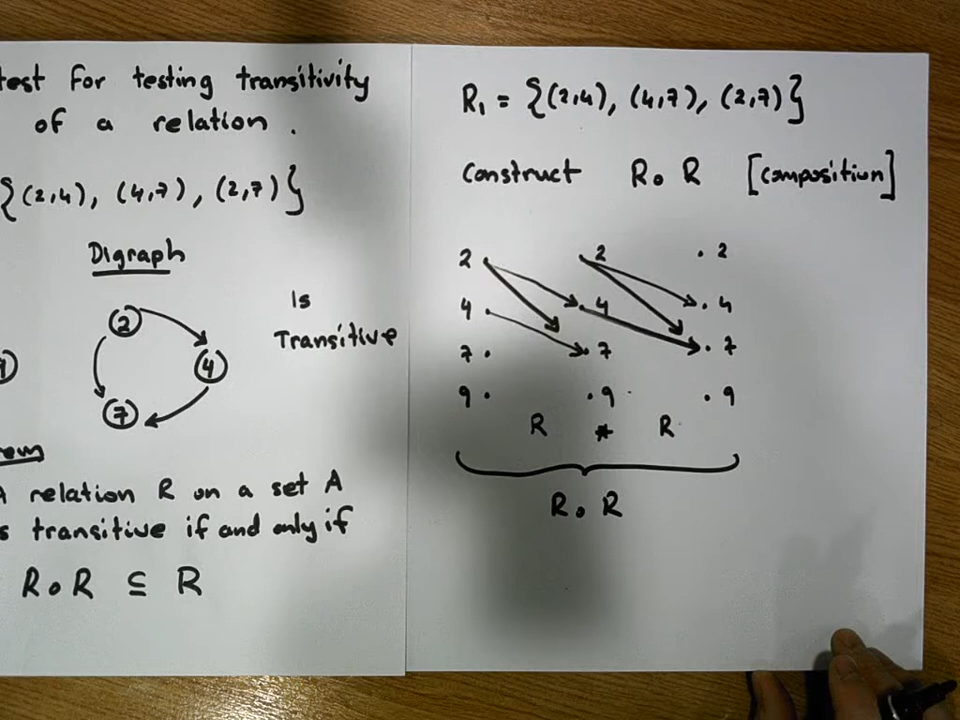 test for testing transitivity
of a relation.
{(2,4), (4,7), (2,7)}
Digraph
2
4
7
Is
Transitive
A relation R on a set A
s transitive if and only if
R∘R ⊆ R
R₁ = {(2,4), (4,7), (2,7)}
Construct R∘R [composition]
2 2 2
4 4 4
7 7 7
9 9 9
R * R
R∘R